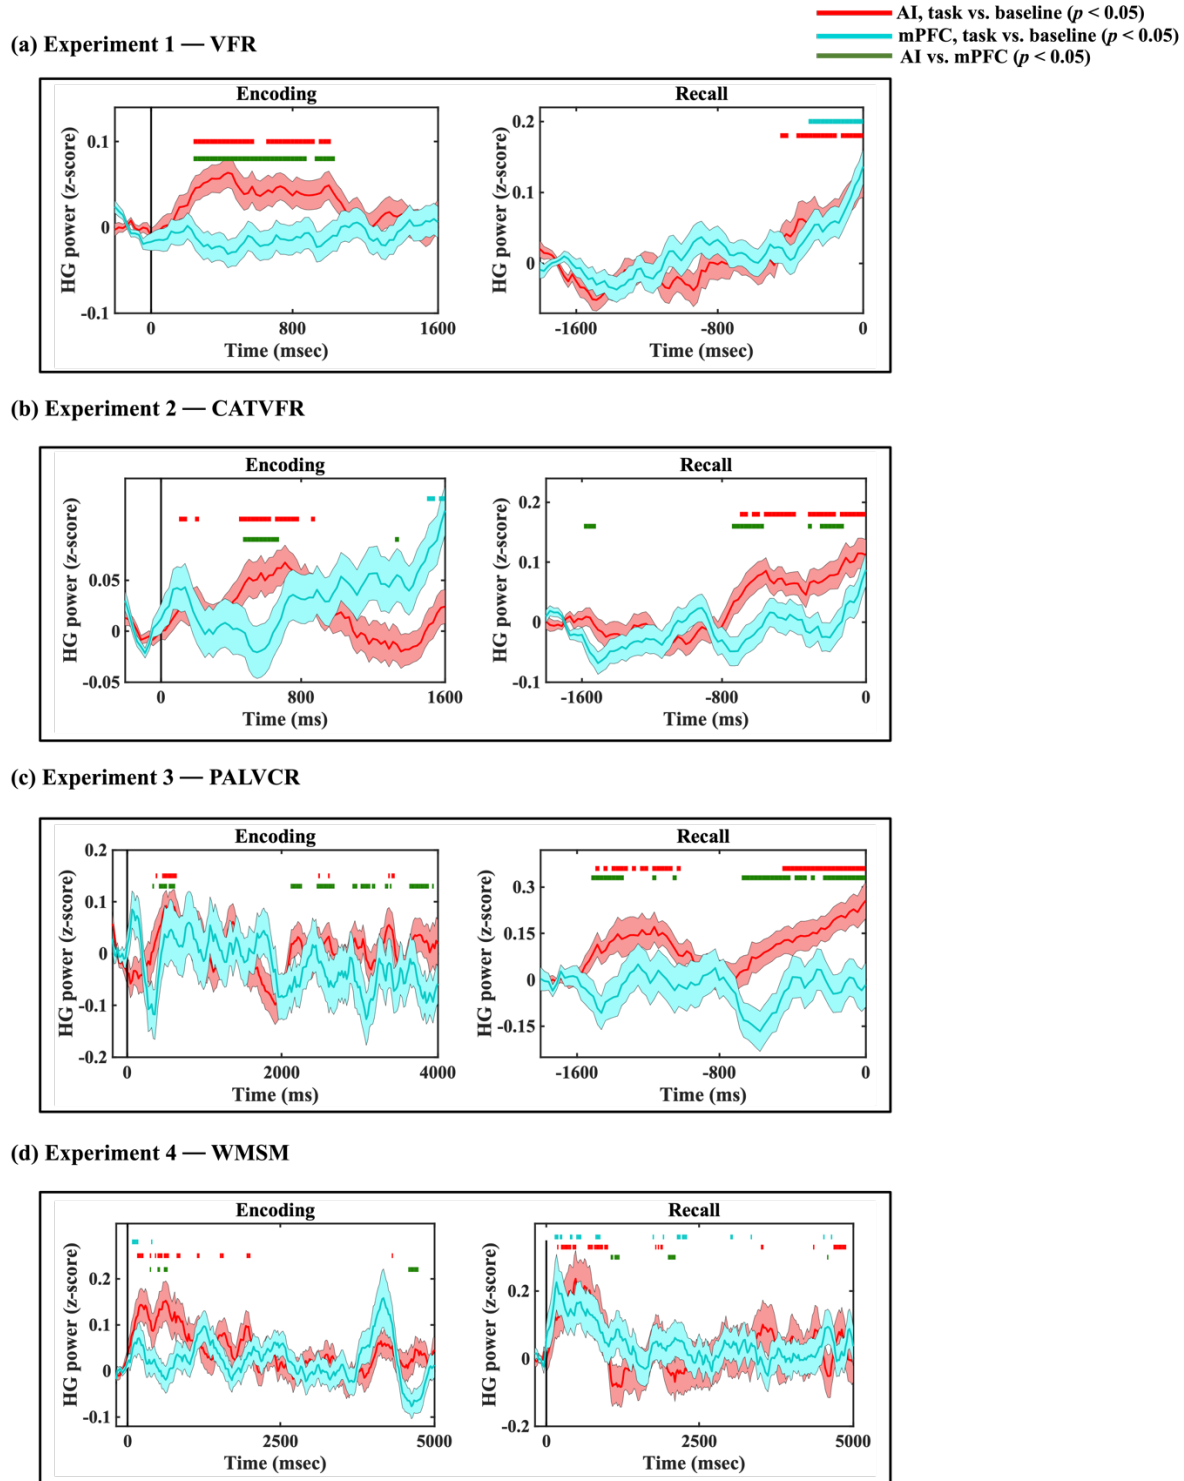 AI, task vs. baseline (p < 0.05)
mPFC, task vs. baseline (p < 0.05)
AI vs. mPFC (p < 0.05)
(a) Experiment 1 — VFR
Encoding
HG power (z-score)
0.1
0
-0.1
0
800
1600
Time (msec)
Recall
HG power (z-score)
0.2
0.1
0
-1600
-800
0
Time (msec)
(b) Experiment 2 — CATVFR
Encoding
HG power (z-score)
0.05
0
-0.05
0
800
1600
Time (ms)
Recall
HG power (z-score)
0.2
0.1
0
-0.1
-1600
-800
0
Time (ms)
(c) Experiment 3 — PALVCR
Encoding
HG power (z-score)
0.2
0.1
0
-0.1
-0.2
0
2000
4000
Time (ms)
Recall
HG power (z-score)
0.3
0.15
0
-0.15
-1600
-800
0
Time (ms)
(d) Experiment 4 — WMSM
Encoding
HG power (z-score)
0.2
0.1
0
-0.1
0
2500
5000
Time (msec)
Recall
HG power (z-score)
0.2
0
-0.2
0
2500
5000
Time (msec)